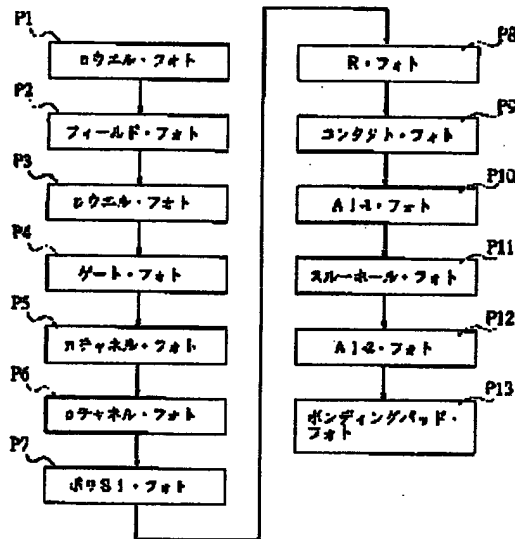 P1
ウエル・フォト
P2
フィールド・フォト
P3
ウエル・フォト
P4
ゲート・フォト
P5
nチャネル・フォト
P6
チャネル・フォト
P7
ポリSi・フォト
P8
R・フォト
P9
コンタクト・フォト
P10
Al-1・フォト
P11
スルーホール・フォト
P12
Al-2・フォト
P13
ボンディングパッド・
フォト